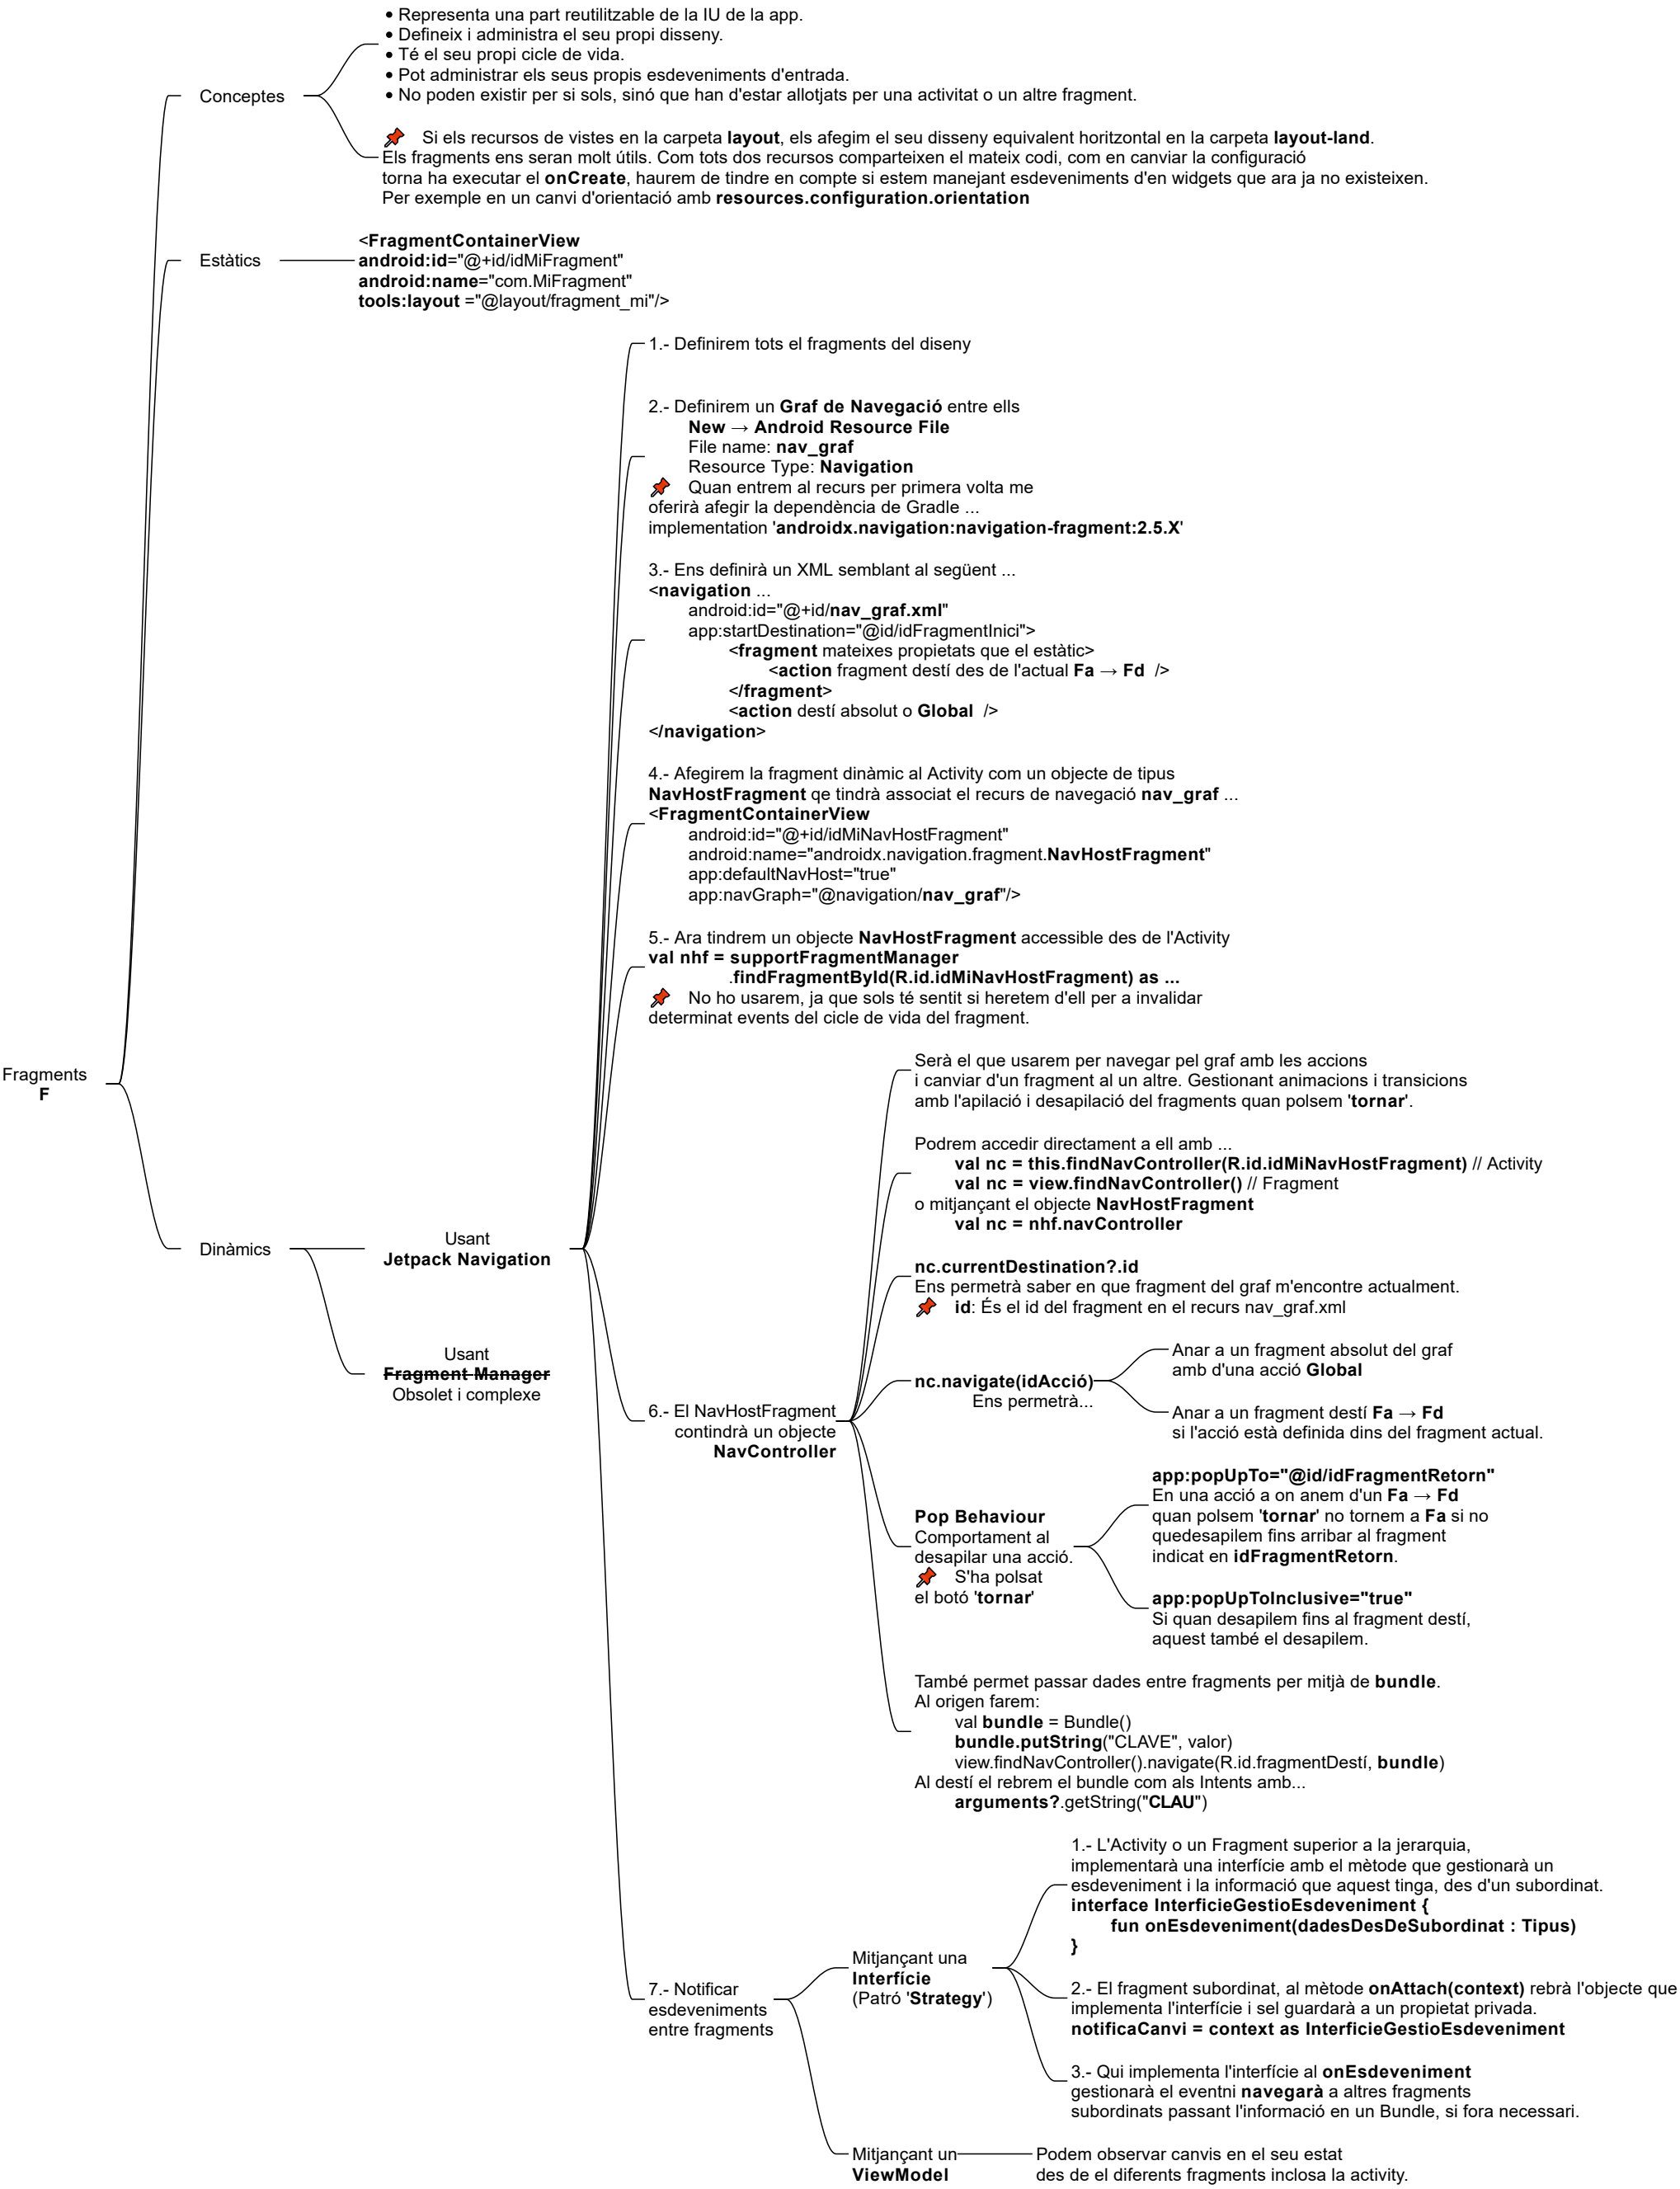 • Representa una part reutilitzable de la IU de la app.
• Defineix i administra el seu propi disseny.
• Té el seu propi cicle de vida.
• Pot administrar els seus propis esdeveniments d'entrada.
• No poden existir per si sols, sinó que han d'estar allotjats per una activitat o un altre fragment.
Conceptes
Si els recursos de vistes en la carpeta layout, els afegim el seu disseny equivalent horitzontal en la carpeta layout-land.
Els fragments ens seran molt útils. Com tots dos recursos comparteixen el mateix codi, com en canviar la configuració
torna ha executar el onCreate, haurem de tindre en compte si estem manejant esdeveniments d'en widgets que ara ja no existeixen.
Per exemple en un canvi d'orientació amb resources.configuration.orientation
Estàtics
<FragmentContainerView
android:id="@+id/idMiFragment"
android:name="com.MiFragment"
tools:layout ="@layout/fragment_mi"/>
1.- Definirem tots el fragments del diseny
2.- Definirem un Graf de Navegació entre ells
New → Android Resource File
File name: nav_graf
Resource Type: Navigation
Quan entrem al recurs per primera volta me
oferirà afegir la dependència de Gradle ...
implementation 'androidx.navigation:navigation-fragment:2.5.X'
3.- Ens definirà un XML semblant al següent ...
<navigation ...
android:id="@+id/nav_graf.xml"
app:startDestination="@id/idFragmentInici">
<fragment mateixes propietats que el estàtic>
<action fragment destí des de l'actual Fa → Fd />
</fragment>
<action destí absolut o Global />
</navigation>
4.- Afegirem la fragment dinàmic al Activity com un objecte de tipus
NavHostFragment qe tindrà associat el recurs de navegació nav_graf ...
<FragmentContainerView
android:id="@+id/idMiNavHostFragment"
android:name="androidx.navigation.fragment.NavHostFragment"
app:defaultNavHost="true"
app:navGraph="@navigation/nav_graf"/>
5.- Ara tindrem un objecte NavHostFragment accessible des de l'Activity
val nhf = supportFragmentManager
.findFragmentById(R.id.idMiNavHostFragment) as ...
No ho usarem, ja que sols té sentit si heretem d'ell per a invalidar
determinat events del cicle de vida del fragment.
Fragments
F
Dinàmics
Usant
Jetpack Navigation
Usant
Fragment Manager
Obsolet i complexe
6.- El NavHostFragment
contindrà un objecte
NavController
Serà el que usarem per navegar pel graf amb les accions
i canviar d'un fragment al un altre. Gestionant animacions i transicions
amb l'apilació i desapilació del fragments quan polsem 'tornar'.
Podrem accedir directament a ell amb ...
val nc = this.findNavController(R.id.idMiNavHostFragment) // Activity
val nc = view.findNavController() // Fragment
o mitjançant el objecte NavHostFragment
val nc = nhf.navController
nc.currentDestination?.id
Ens permetrà saber en que fragment del graf m'encontre actualment.
id: És el id del fragment en el recurs nav_graf.xml
nc.navigate(idAcció)
Ens permetrà...
Anar a un fragment absolut del graf
amb d'una acció Global
Anar a un fragment destí Fa → Fd
si l'acció està definida dins del fragment actual.
Pop Behaviour
Comportament al
desapilar una acció.
S'ha polsat
el botó 'tornar'
app:popUpTo="@id/idFragmentRetorn"
En una acció a on anem d'un Fa → Fd
quan polsem 'tornar' no tornem a Fa si no
quedesapilem fins arribar al fragment
indicat en idFragmentRetorn.
app:popUpToInclusive="true"
Si quan desapilem fins al fragment destí,
aquest també el desapilem.
També permet passar dades entre fragments per mitjà de bundle.
Al origen farem:
val bundle = Bundle()
bundle.putString("CLAVE", valor)
view.findNavController().navigate(R.id.fragmentDestí, bundle)
Al destí el rebrem el bundle com als Intents amb...
arguments?.getString("CLAU")
7.- Notificar
esdeveniments
entre fragments
Mitjançant una
Interfície
(Patró 'Strategy')
1.- L'Activity o un Fragment superior a la jerarquia,
implementarà una interfície amb el mètode que gestionarà un
esdeveniment i la informació que aquest tinga, des d'un subordinat.
interface InterficieGestioEsdeveniment {
fun onEsdeveniment(dadesDesDeSubordinat : Tipus)
}
2.- El fragment subordinat, al mètode onAttach(context) rebrà l'objecte que
implementa l'interfície i sel guardarà a un propietat privada.
notificaCanvi = context as InterficieGestioEsdeveniment
3.- Qui implementa l'interfície al onEsdeveniment
gestionarà el eventni navegarà a altres fragments
subordinats passant l'informació en un Bundle, si fora necessari.
Mitjançant un
ViewModel
Podem observar canvis en el seu estat
des de el diferents fragments inclosa la activity.